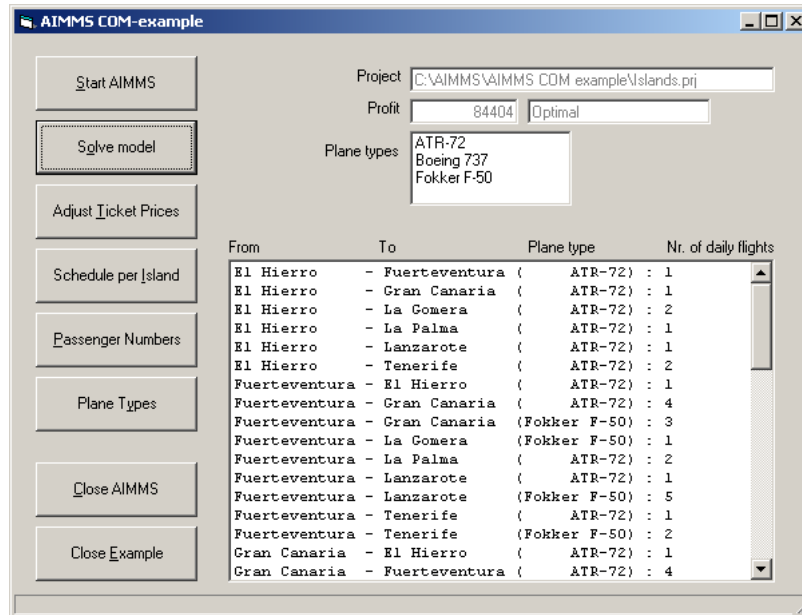 AIMMS COM-example
Start AIMMS
Solve model
Adjust Ticket Prices
Schedule per Island
Passenger Numbers
Plane Types
Close AIMMS
Close Example
Project C:\AIMMS\AIMMS COM example\Islands.prj
Profit 84404 Optimal
Plane types
ATR-72
Boeing 737
Fokker F-50
From To Plane type Nr. of daily flights
El Hierro - Fuerteventura ( ATR-72) : 1
El Hierro - Gran Canaria ( ATR-72) : 1
El Hierro - La Gomera ( ATR-72) : 2
El Hierro - La Palma ( ATR-72) : 1
El Hierro - Lanzarote ( ATR-72) : 1
El Hierro - Tenerife ( ATR-72) : 2
Fuerteventura - El Hierro ( ATR-72) : 1
Fuerteventura - Gran Canaria ( ATR-72) : 4
Fuerteventura - Gran Canaria (Fokker F-50) : 3
Fuerteventura - La Gomera (Fokker F-50) : 1
Fuerteventura - La Palma ( ATR-72) : 2
Fuerteventura - Lanzarote ( ATR-72) : 1
Fuerteventura - Lanzarote (Fokker F-50) : 5
Fuerteventura - Tenerife ( ATR-72) : 1
Fuerteventura - Tenerife (Fokker F-50) : 2
Gran Canaria - El Hierro ( ATR-72) : 1
Gran Canaria - Fuerteventura ( ATR-72) : 4